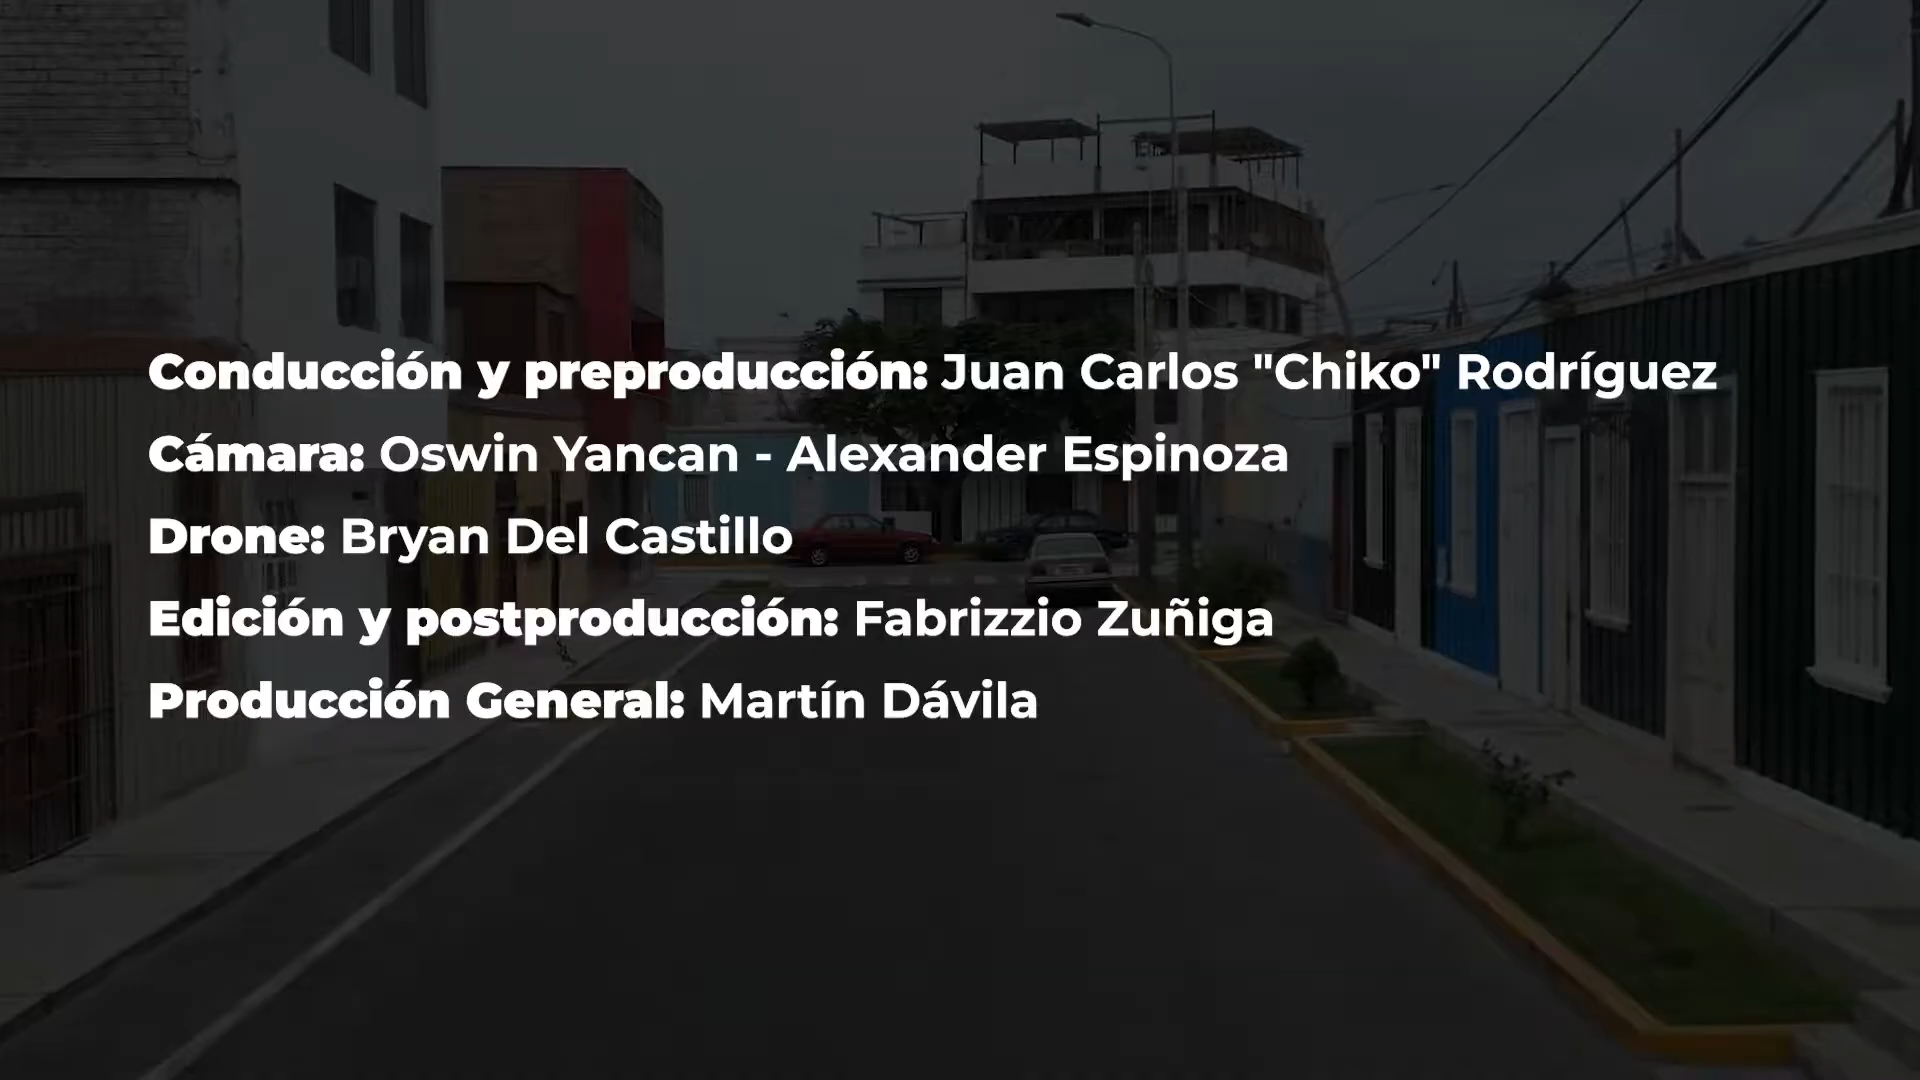 Conducción y preproducción: Juan Carlos "Chiko" Rodríguez
Cámara: Oswin Yancan - Alexander Espinoza
Drone: Bryan Del Castillo
Edición y postproducción: Fabrizzio Zuñiga
Producción General: Martín Dávila